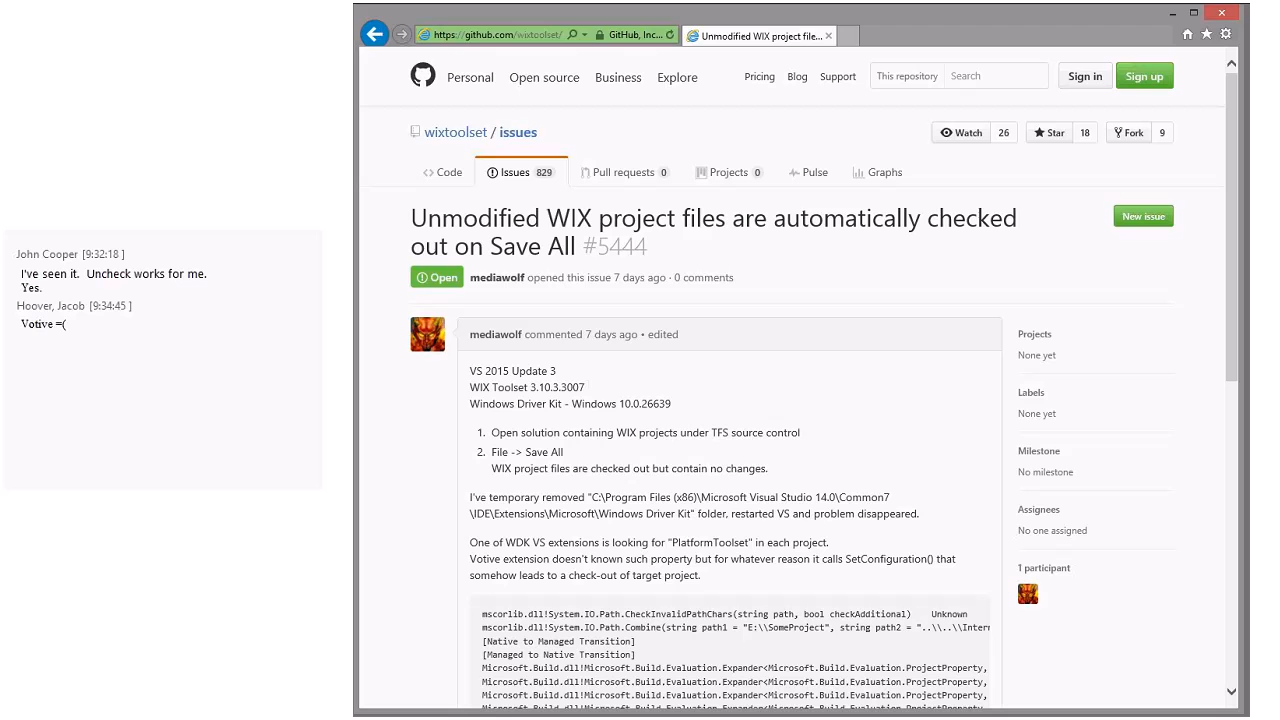 John Cooper [9:32:18 ]
I've seen it.  Uncheck works for me.
Yes.
Hoover, Jacob [9:34:45 ]
Votive =(
https://github.com/wixtoolset/
GitHub, Inc...
Unmodified WIX project file...
Personal Open source Business Explore
Pricing Blog Support
This repository Search
Sign in Sign up
wixtoolset / issues
Watch 26 Star 18 Fork 9
Code Issues 829 Pull requests 0 Projects 0 Pulse Graphs
Unmodified WIX project files are automatically checked
out on Save All #5444
New issue
Open mediawolf opened this issue 7 days ago · 0 comments
mediawolf commented 7 days ago • edited
VS 2015 Update 3
WIX Toolset 3.10.3.3007
Windows Driver Kit - Windows 10.0.26639
1. Open solution containing WIX projects under TFS source control
2. File -> Save All
WIX project files are checked out but contain no changes.
I've temporary removed "C:\Program Files (x86)\Microsoft Visual Studio 14.0\Common7
\IDE\Extensions\Microsoft\Windows Driver Kit" folder, restarted VS and problem disappeared.
One of WDK VS extensions is looking for "PlatformToolset" in each project.
Votive extension doesn't known such property but for whatever reason it calls SetConfiguration() that
somehow leads to a check-out of target project.
mscorlib.dll!System.IO.Path.CheckInvalidPathChars(string path, bool checkAdditional)    Unknown
mscorlib.dll!System.IO.Path.Combine(string path1 = "E:\\SomeProject", string path2 = "..\\..\\Intern
[Native to Managed Transition]
[Managed to Native Transition]
Microsoft.Build.dll!Microsoft.Build.Evaluation.Expander<Microsoft.Build.Evaluation.ProjectProperty,
Microsoft.Build.dll!Microsoft.Build.Evaluation.Expander<Microsoft.Build.Evaluation.ProjectProperty,
Microsoft.Build.dll!Microsoft.Build.Evaluation.Expander<Microsoft.Build.Evaluation.ProjectProperty,
Microsoft.Build.dll!Microsoft.Build.Evaluation.Expander<Microsoft.Build.Evaluation.ProjectProperty,
Projects
None yet
Labels
None yet
Milestone
No milestone
Assignees
No one assigned
1 participant